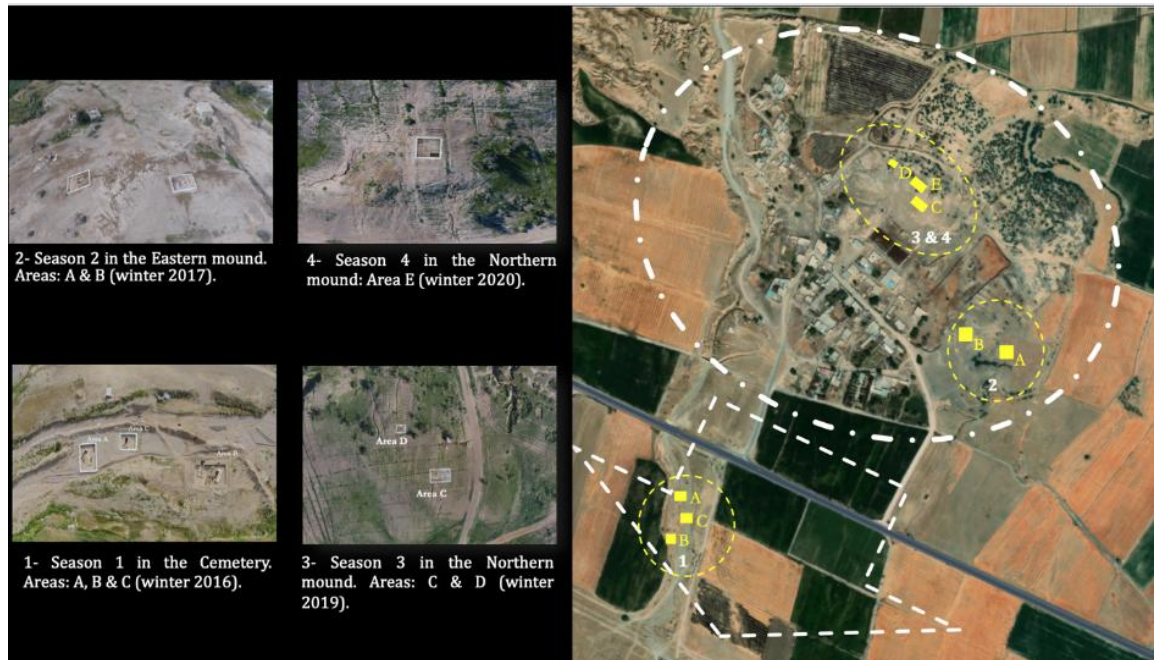 2- Season 2 in the Eastern mound.
Areas: A & B (winter 2017).
4- Season 4 in the Northern
mound: Area E (winter 2020).
Area A
Area C
Area B
1- Season 1 in the Cemetery.
Areas: A, B & C (winter 2016).
Area D
Area C
3- Season 3 in the Northern
mound. Areas: C & D (winter
2019).
D
E
C
3 & 4
B
A
2
A
C
B
1